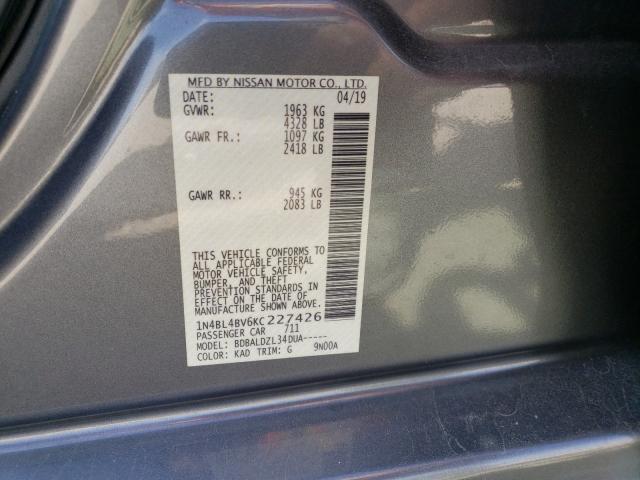 MFD BY NISSAN MOTOR CO., LTD.
DATE: 04/19
GVWR: 1963 KG
4328 LB
GAWR FR.: 1097 KG
2418 LB
GAWR RR.: 945 KG
2083 LB
THIS VEHICLE CONFORMS TO
ALL APPLICABLE FEDERAL
MOTOR VEHICLE SAFETY,
BUMPER, AND THEFT
PREVENTION STANDARDS IN
EFFECT ON THE DATE OF
MANUFACTURE SHOWN ABOVE.
1N4BL4BV6KC227426
PASSENGER CAR 711
MODEL: BDBALDZL34DUA-----
COLOR: KAD TRIM: G 9N00A